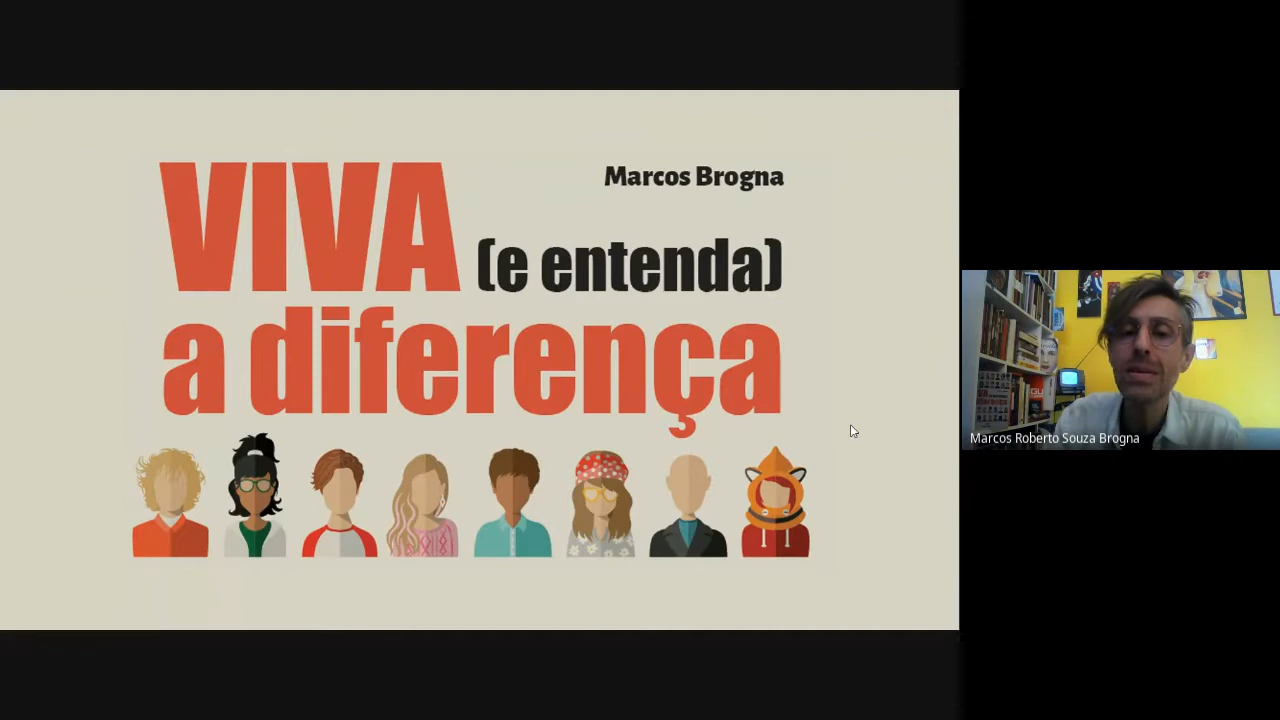 Marcos Brogna
VIVA (e entenda)
a diferença
Marcos Roberto Souza Brogna